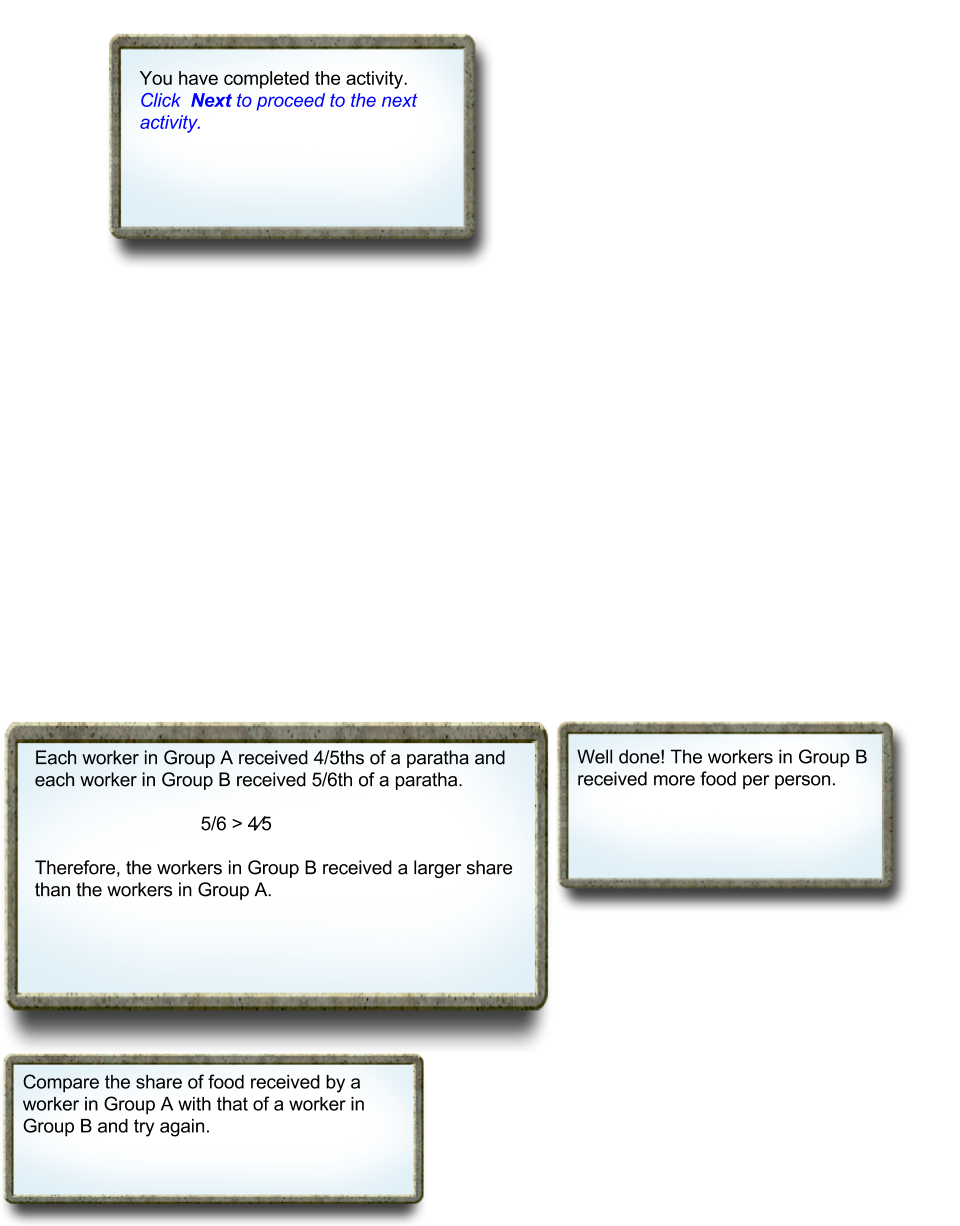 You have completed the activity.
Click Next to proceed to the next
activity.
Each worker in Group A received 4/5ths of a paratha and
each worker in Group B received 5/6th of a paratha.
5/6 > 4⁄5
Therefore, the workers in Group B received a larger share
than the workers in Group A.
Well done! The workers in Group B
received more food per person.
Compare the share of food received by a
worker in Group A with that of a worker in
Group B and try again.